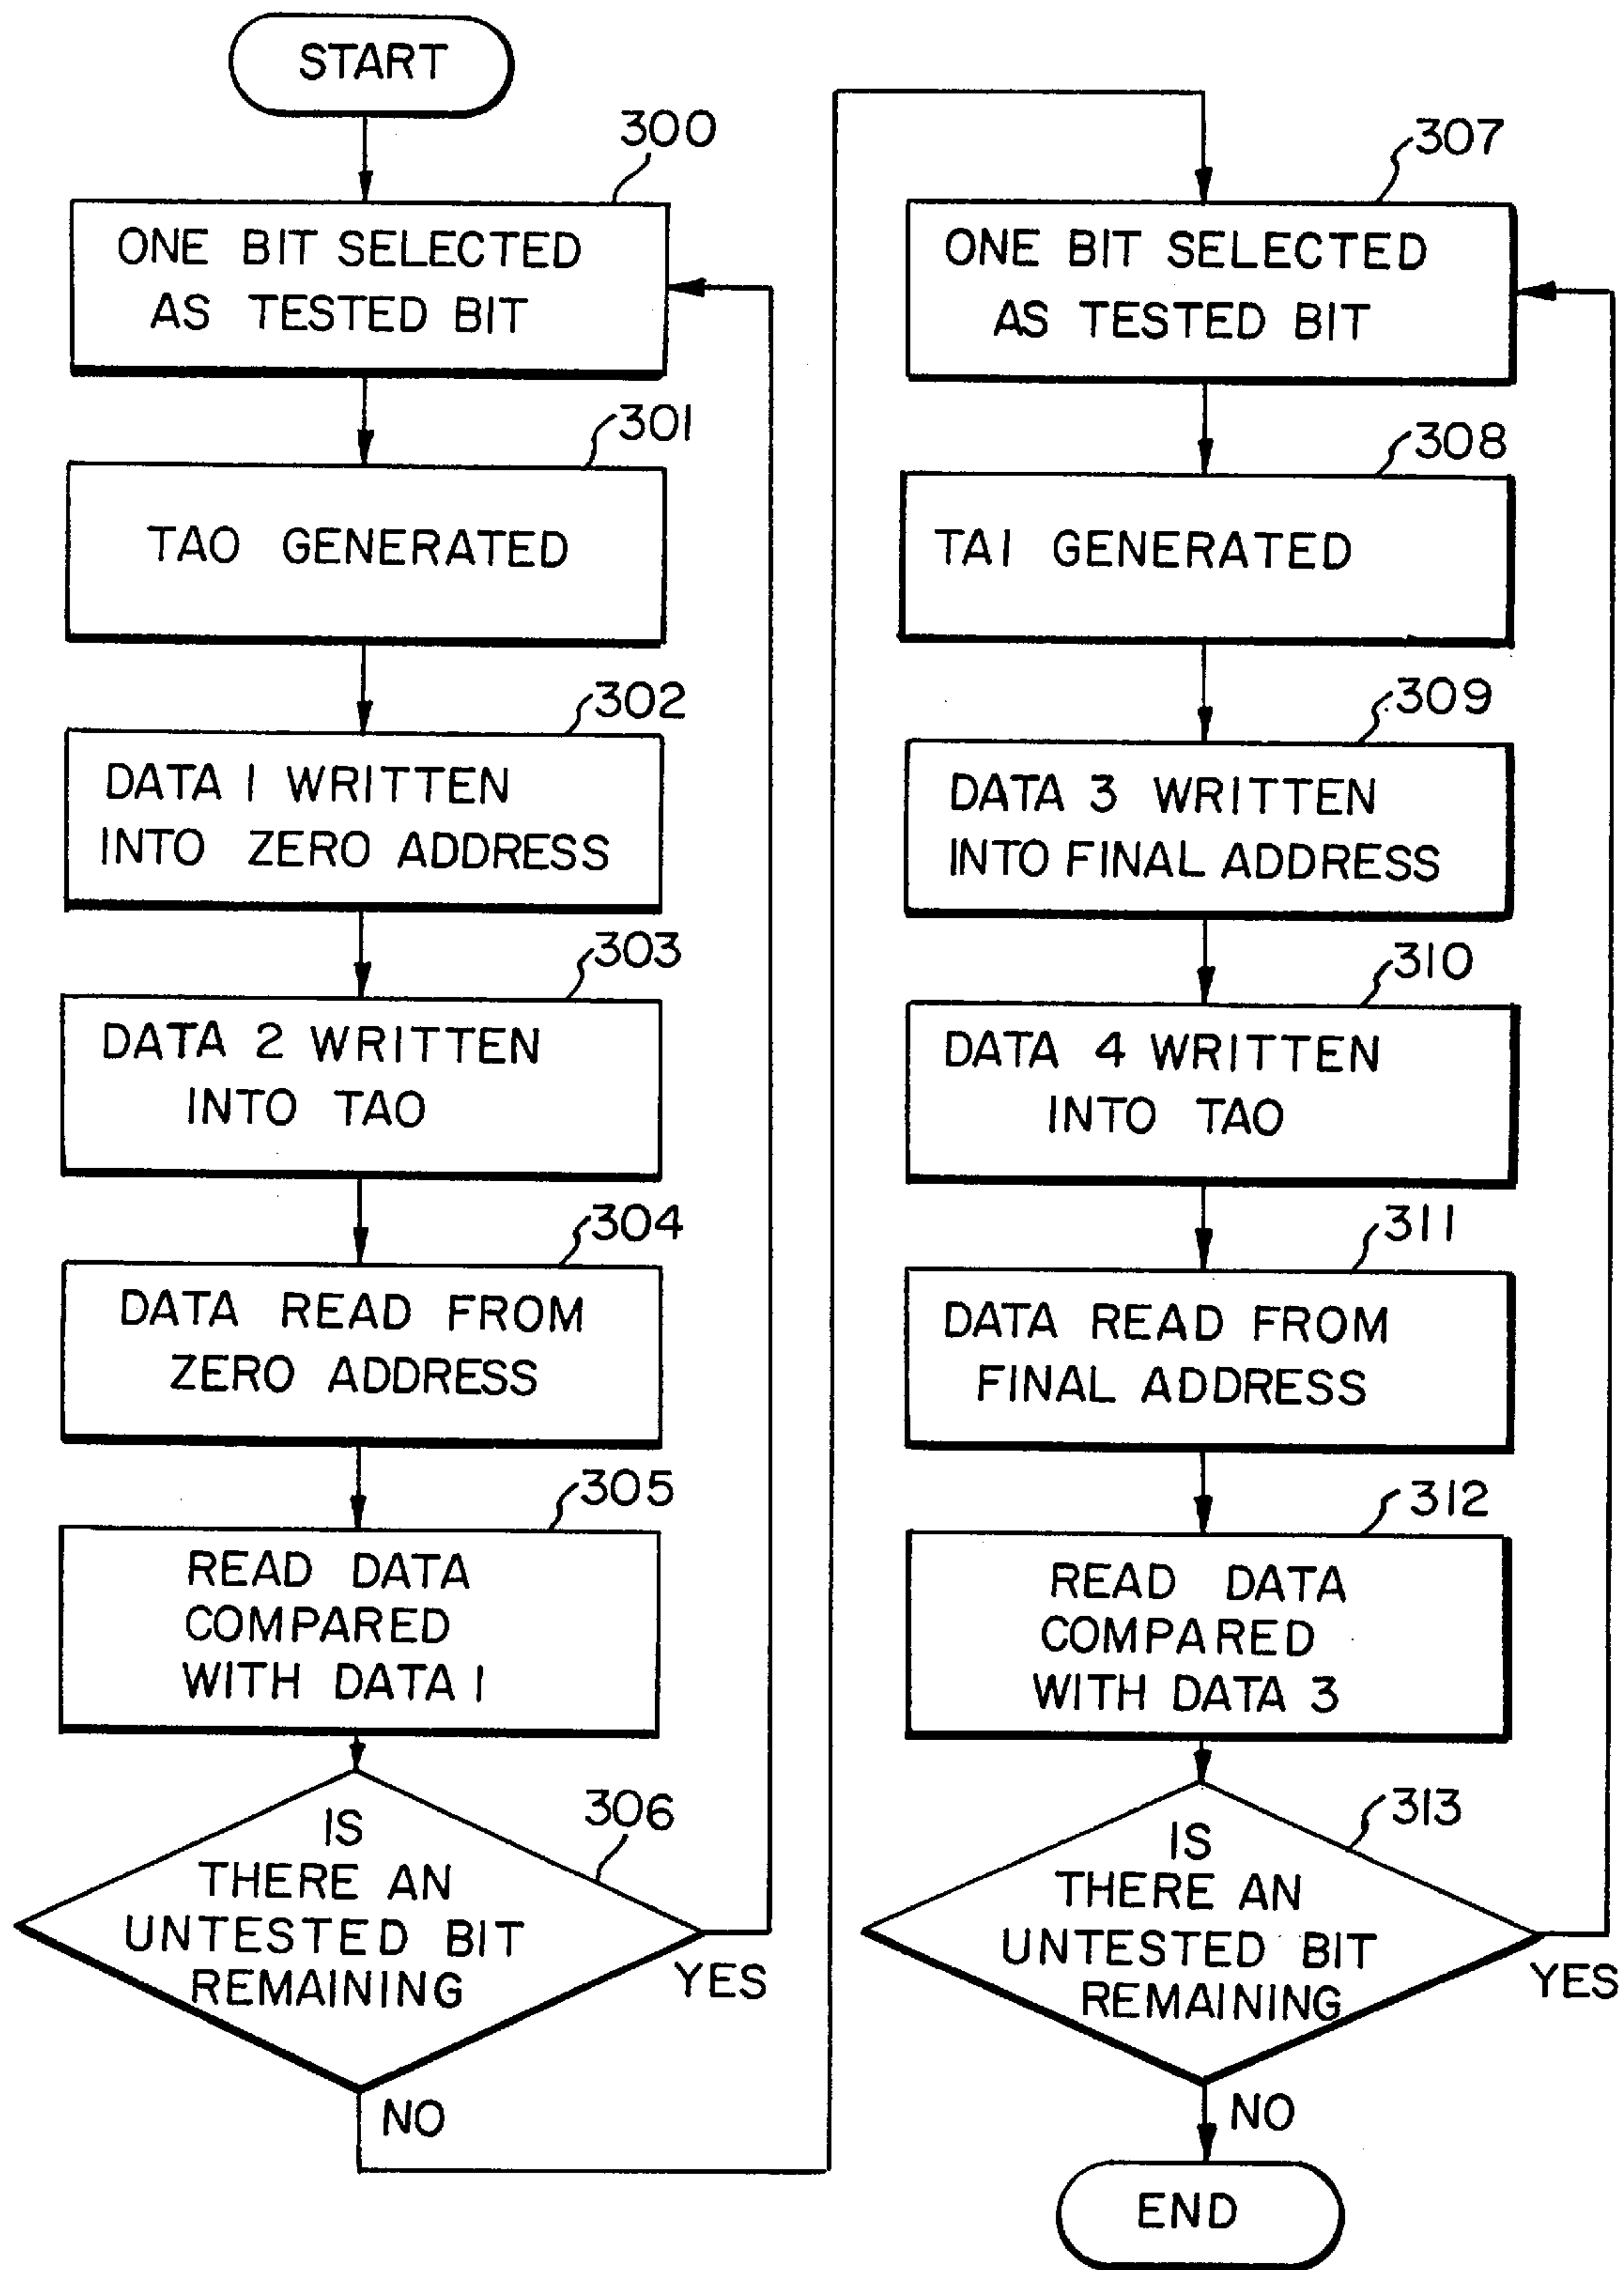 START
300
ONE BIT SELECTED
AS TESTED BIT
301
TAO GENERATED
302
DATA 1 WRITTEN
INTO ZERO ADDRESS
303
DATA 2 WRITTEN
INTO TAO
304
DATA READ FROM
ZERO ADDRESS
305
READ DATA
COMPARED
WITH DATA 1
306
IS
THERE AN
UNTESTED BIT
REMAINING
YES
NO
307
ONE BIT SELECTED
AS TESTED BIT
308
TA1 GENERATED
309
DATA 3 WRITTEN
INTO FINAL ADDRESS
310
DATA 4 WRITTEN
INTO TAO
311
DATA READ FROM
FINAL ADDRESS
312
READ DATA
COMPARED
WITH DATA 3
313
IS
THERE AN
UNTESTED BIT
REMAINING
YES
NO
END